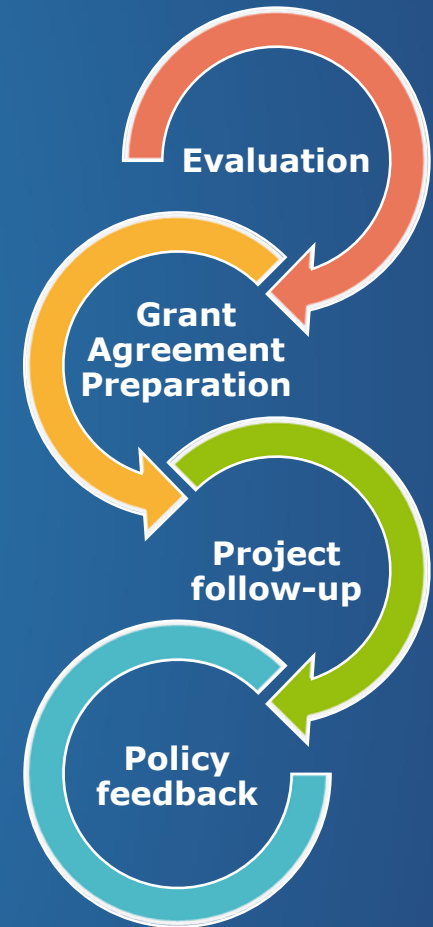 Evaluation
Grant
Agreement
Preparation
Project
follow-up
Policy
feedback